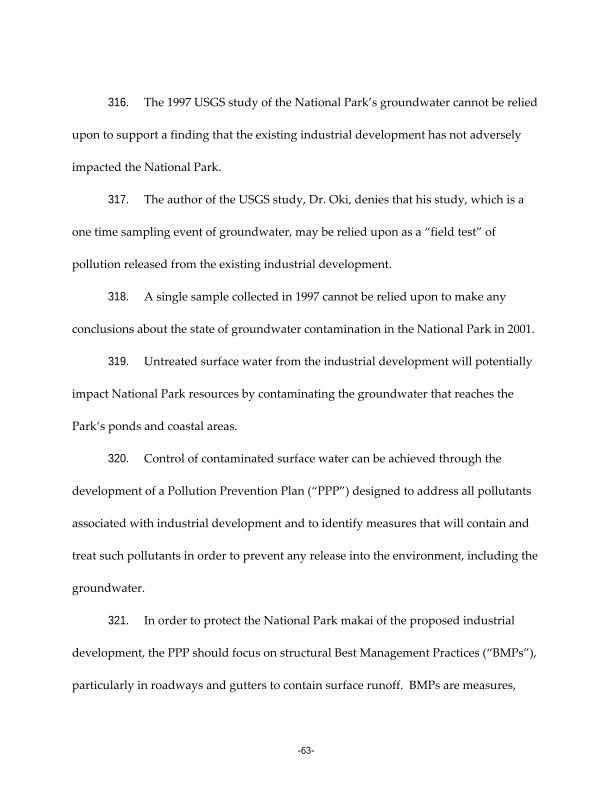 316. The 1997 USGS study of the National Park’s groundwater cannot be relied
upon to support a finding that the existing industrial development has not adversely
impacted the National Park.
317. The author of the USGS study, Dr. Oki, denies that his study, which is a
one time sampling event of groundwater, may be relied upon as a “field test” of
pollution released from the existing industrial development.
318. A single sample collected in 1997 cannot be relied upon to make any
conclusions about the state of groundwater contamination in the National Park in 2001.
319. Untreated surface water from the industrial development will potentially
impact National Park resources by contaminating the groundwater that reaches the
Park’s ponds and coastal areas.
320. Control of contaminated surface water can be achieved through the
development of a Pollution Prevention Plan (“PPP”) designed to address all pollutants
associated with industrial development and to identify measures that will contain and
treat such pollutants in order to prevent any release into the environment, including the
groundwater.
321. In order to protect the National Park makai of the proposed industrial
development, the PPP should focus on structural Best Management Practices (“BMPs”),
particularly in roadways and gutters to contain surface runoff. BMPs are measures,
-63-